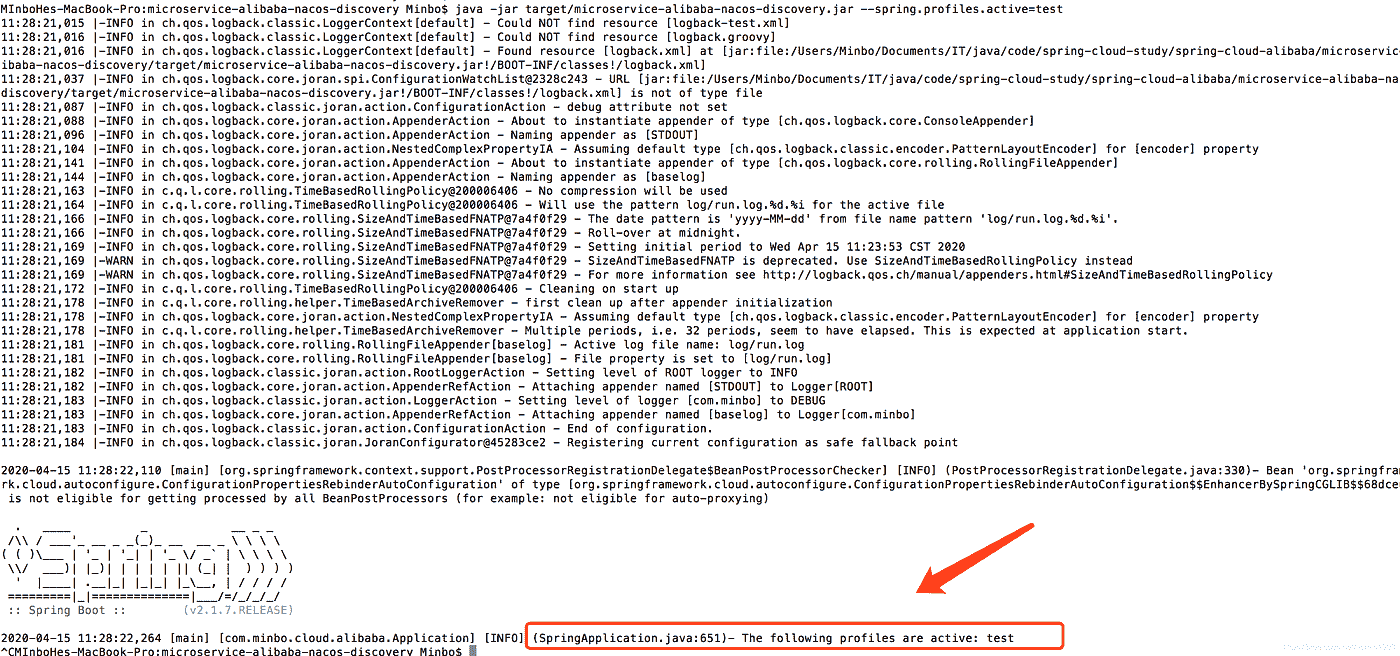 MInboHes-MacBook-Pro:microservice-alibaba-nacos-discovery Minbo$ java -jar target/microservice-alibaba-nacos-discovery.jar --spring.profiles.active=test
11:28:21,015 |-INFO in ch.qos.logback.classic.LoggerContext[default] - Could NOT find resource [logback-test.xml]
11:28:21,016 |-INFO in ch.qos.logback.classic.LoggerContext[default] - Could NOT find resource [logback.groovy]
11:28:21,016 |-INFO in ch.qos.logback.classic.LoggerContext[default] - Found resource [logback.xml] at [jar:file:/Users/Minbo/Documents/IT/java/code/spring-cloud-study/spring-cloud-alibaba/microservic
ibaba-nacos-discovery/target/microservice-alibaba-nacos-discovery.jar!/BOOT-INF/classes!/logback.xml]
11:28:21,037 |-INFO in ch.qos.logback.core.joran.spi.ConfigurationWatchList@2328c243 - URL [jar:file:/Users/Minbo/Documents/IT/java/code/spring-cloud-study/spring-cloud-alibaba/microservice-alibaba-na
discovery/target/microservice-alibaba-nacos-discovery.jar!/BOOT-INF/classes!/logback.xml] is not of type file
11:28:21,087 |-INFO in ch.qos.logback.classic.joran.action.ConfigurationAction - debug attribute not set
11:28:21,088 |-INFO in ch.qos.logback.core.joran.action.AppenderAction - About to instantiate appender of type [ch.qos.logback.core.ConsoleAppender]
11:28:21,096 |-INFO in ch.qos.logback.core.joran.action.AppenderAction - Naming appender as [STDOUT]
11:28:21,104 |-INFO in ch.qos.logback.core.joran.action.NestedComplexPropertyIA - Assuming default type [ch.qos.logback.classic.encoder.PatternLayoutEncoder] for [encoder] property
11:28:21,141 |-INFO in ch.qos.logback.core.joran.action.AppenderAction - About to instantiate appender of type [ch.qos.logback.core.rolling.RollingFileAppender]
11:28:21,144 |-INFO in ch.qos.logback.core.joran.action.AppenderAction - Naming appender as [baselog]
11:28:21,163 |-INFO in c.q.l.core.rolling.TimeBasedRollingPolicy@200006406 - No compression will be used
11:28:21,164 |-INFO in c.q.l.core.rolling.TimeBasedRollingPolicy@200006406 - Will use the pattern log/run.log.%d.%i for the active file
11:28:21,166 |-INFO in ch.qos.logback.core.rolling.SizeAndTimeBasedFNATP@7a4f0f29 - The date pattern is 'yyyy-MM-dd' from file name pattern 'log/run.log.%d.%i'.
11:28:21,166 |-INFO in ch.qos.logback.core.rolling.SizeAndTimeBasedFNATP@7a4f0f29 - Roll-over at midnight.
11:28:21,169 |-INFO in ch.qos.logback.core.rolling.SizeAndTimeBasedFNATP@7a4f0f29 - Setting initial period to Wed Apr 15 11:23:53 CST 2020
11:28:21,169 |-WARN in ch.qos.logback.core.rolling.SizeAndTimeBasedFNATP@7a4f0f29 - SizeAndTimeBasedFNATP is deprecated. Use SizeAndTimeBasedRollingPolicy instead
11:28:21,169 |-WARN in ch.qos.logback.core.rolling.SizeAndTimeBasedFNATP@7a4f0f29 - For more information see http://logback.qos.ch/manual/appenders.html#SizeAndTimeBasedRollingPolicy
11:28:21,172 |-INFO in c.q.l.core.rolling.TimeBasedRollingPolicy@200006406 - Cleaning on start up
11:28:21,178 |-INFO in c.q.l.core.rolling.helper.TimeBasedArchiveRemover - first clean up after appender initialization
11:28:21,178 |-INFO in ch.qos.logback.core.joran.action.NestedComplexPropertyIA - Assuming default type [ch.qos.logback.classic.encoder.PatternLayoutEncoder] for [encoder] property
11:28:21,178 |-INFO in c.q.l.core.rolling.helper.TimeBasedArchiveRemover - Multiple periods, i.e. 32 periods, seem to have elapsed. This is expected at application start.
11:28:21,181 |-INFO in ch.qos.logback.core.rolling.RollingFileAppender[baselog] - Active log file name: log/run.log
11:28:21,181 |-INFO in ch.qos.logback.core.rolling.RollingFileAppender[baselog] - File property is set to [log/run.log]
11:28:21,182 |-INFO in ch.qos.logback.classic.joran.action.RootLoggerAction - Setting level of ROOT logger to INFO
11:28:21,182 |-INFO in ch.qos.logback.core.joran.action.AppenderRefAction - Attaching appender named [STDOUT] to Logger[ROOT]
11:28:21,183 |-INFO in ch.qos.logback.classic.joran.action.LoggerAction - Setting level of logger [com.minbo] to DEBUG
11:28:21,183 |-INFO in ch.qos.logback.core.joran.action.AppenderRefAction - Attaching appender named [baselog] to Logger[com.minbo]
11:28:21,183 |-INFO in ch.qos.logback.classic.joran.action.ConfigurationAction - End of configuration.
11:28:21,184 |-INFO in ch.qos.logback.classic.joran.JoranConfigurator@45283ce2 - Registering current configuration as safe fallback point
2020-04-15 11:28:22,110 [main] [org.springframework.context.support.PostProcessorRegistrationDelegate$BeanPostProcessorChecker] [INFO] (PostProcessorRegistrationDelegate.java:330)- Bean 'org.springfra
rk.cloud.autoconfigure.ConfigurationPropertiesRebinderAutoConfiguration' of type [org.springframework.cloud.autoconfigure.ConfigurationPropertiesRebinderAutoConfiguration$$EnhancerBySpringCGLIB$$68dce
is not eligible for getting processed by all BeanPostProcessors (for example: not eligible for auto-proxying)
:: Spring Boot :: (v2.1.7.RELEASE)
2020-04-15 11:28:22,264 [main] [com.minbo.cloud.alibaba.Application] [INFO] (SpringApplication.java:651)- The following profiles are active: test
^CMInboHes-MacBook-Pro:microservice-alibaba-nacos-discovery Minbo$